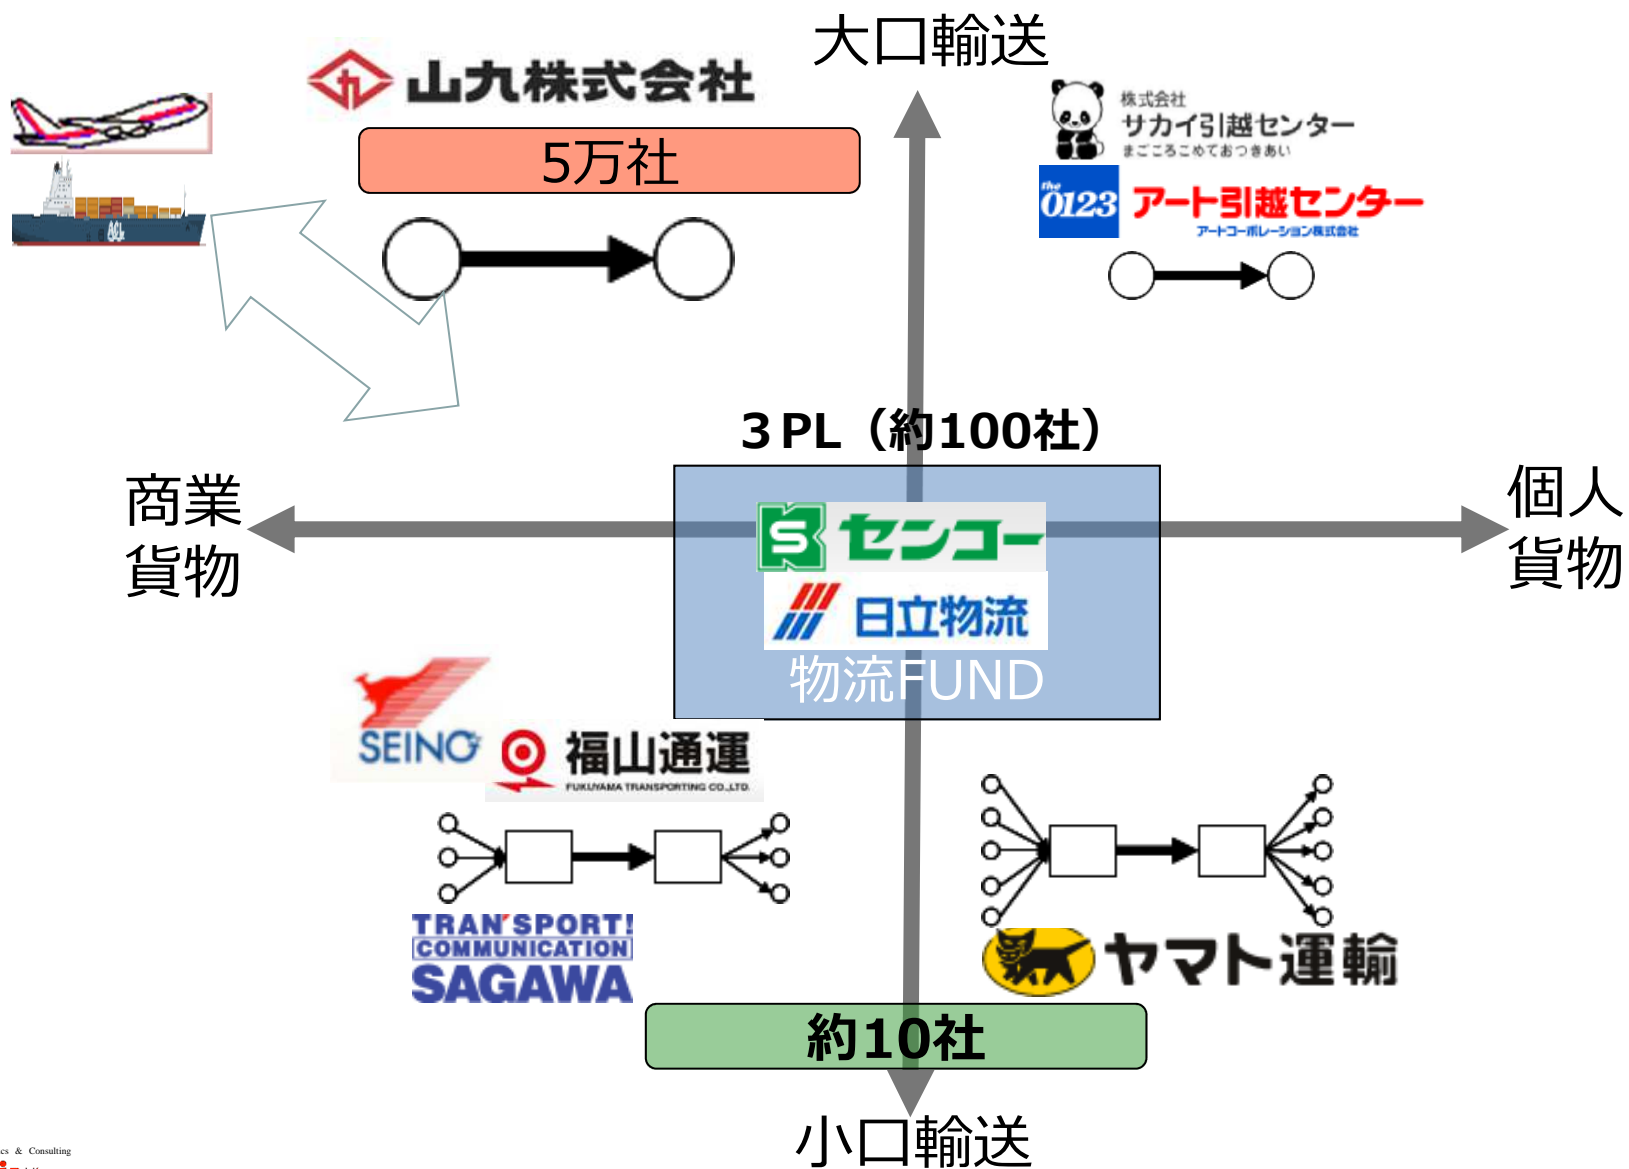 大口輸送
九
山九株式会社
5万社
株式会社
サカイ引越センター
まごころこめておつきあい
the
0123
アート引越センター
アートコーポレーション株式会社
３PL（約100社）
商業
貨物
個人
貨物
S センコー
日立物流
物流FUND
SEINO
福山通運
FUKUYAMA TRANSPORTING CO.,LTD.
TRANSPORT!
COMMUNICATION
SAGAWA
ヤマト運輸
約10社
小口輸送
cs & Consulting